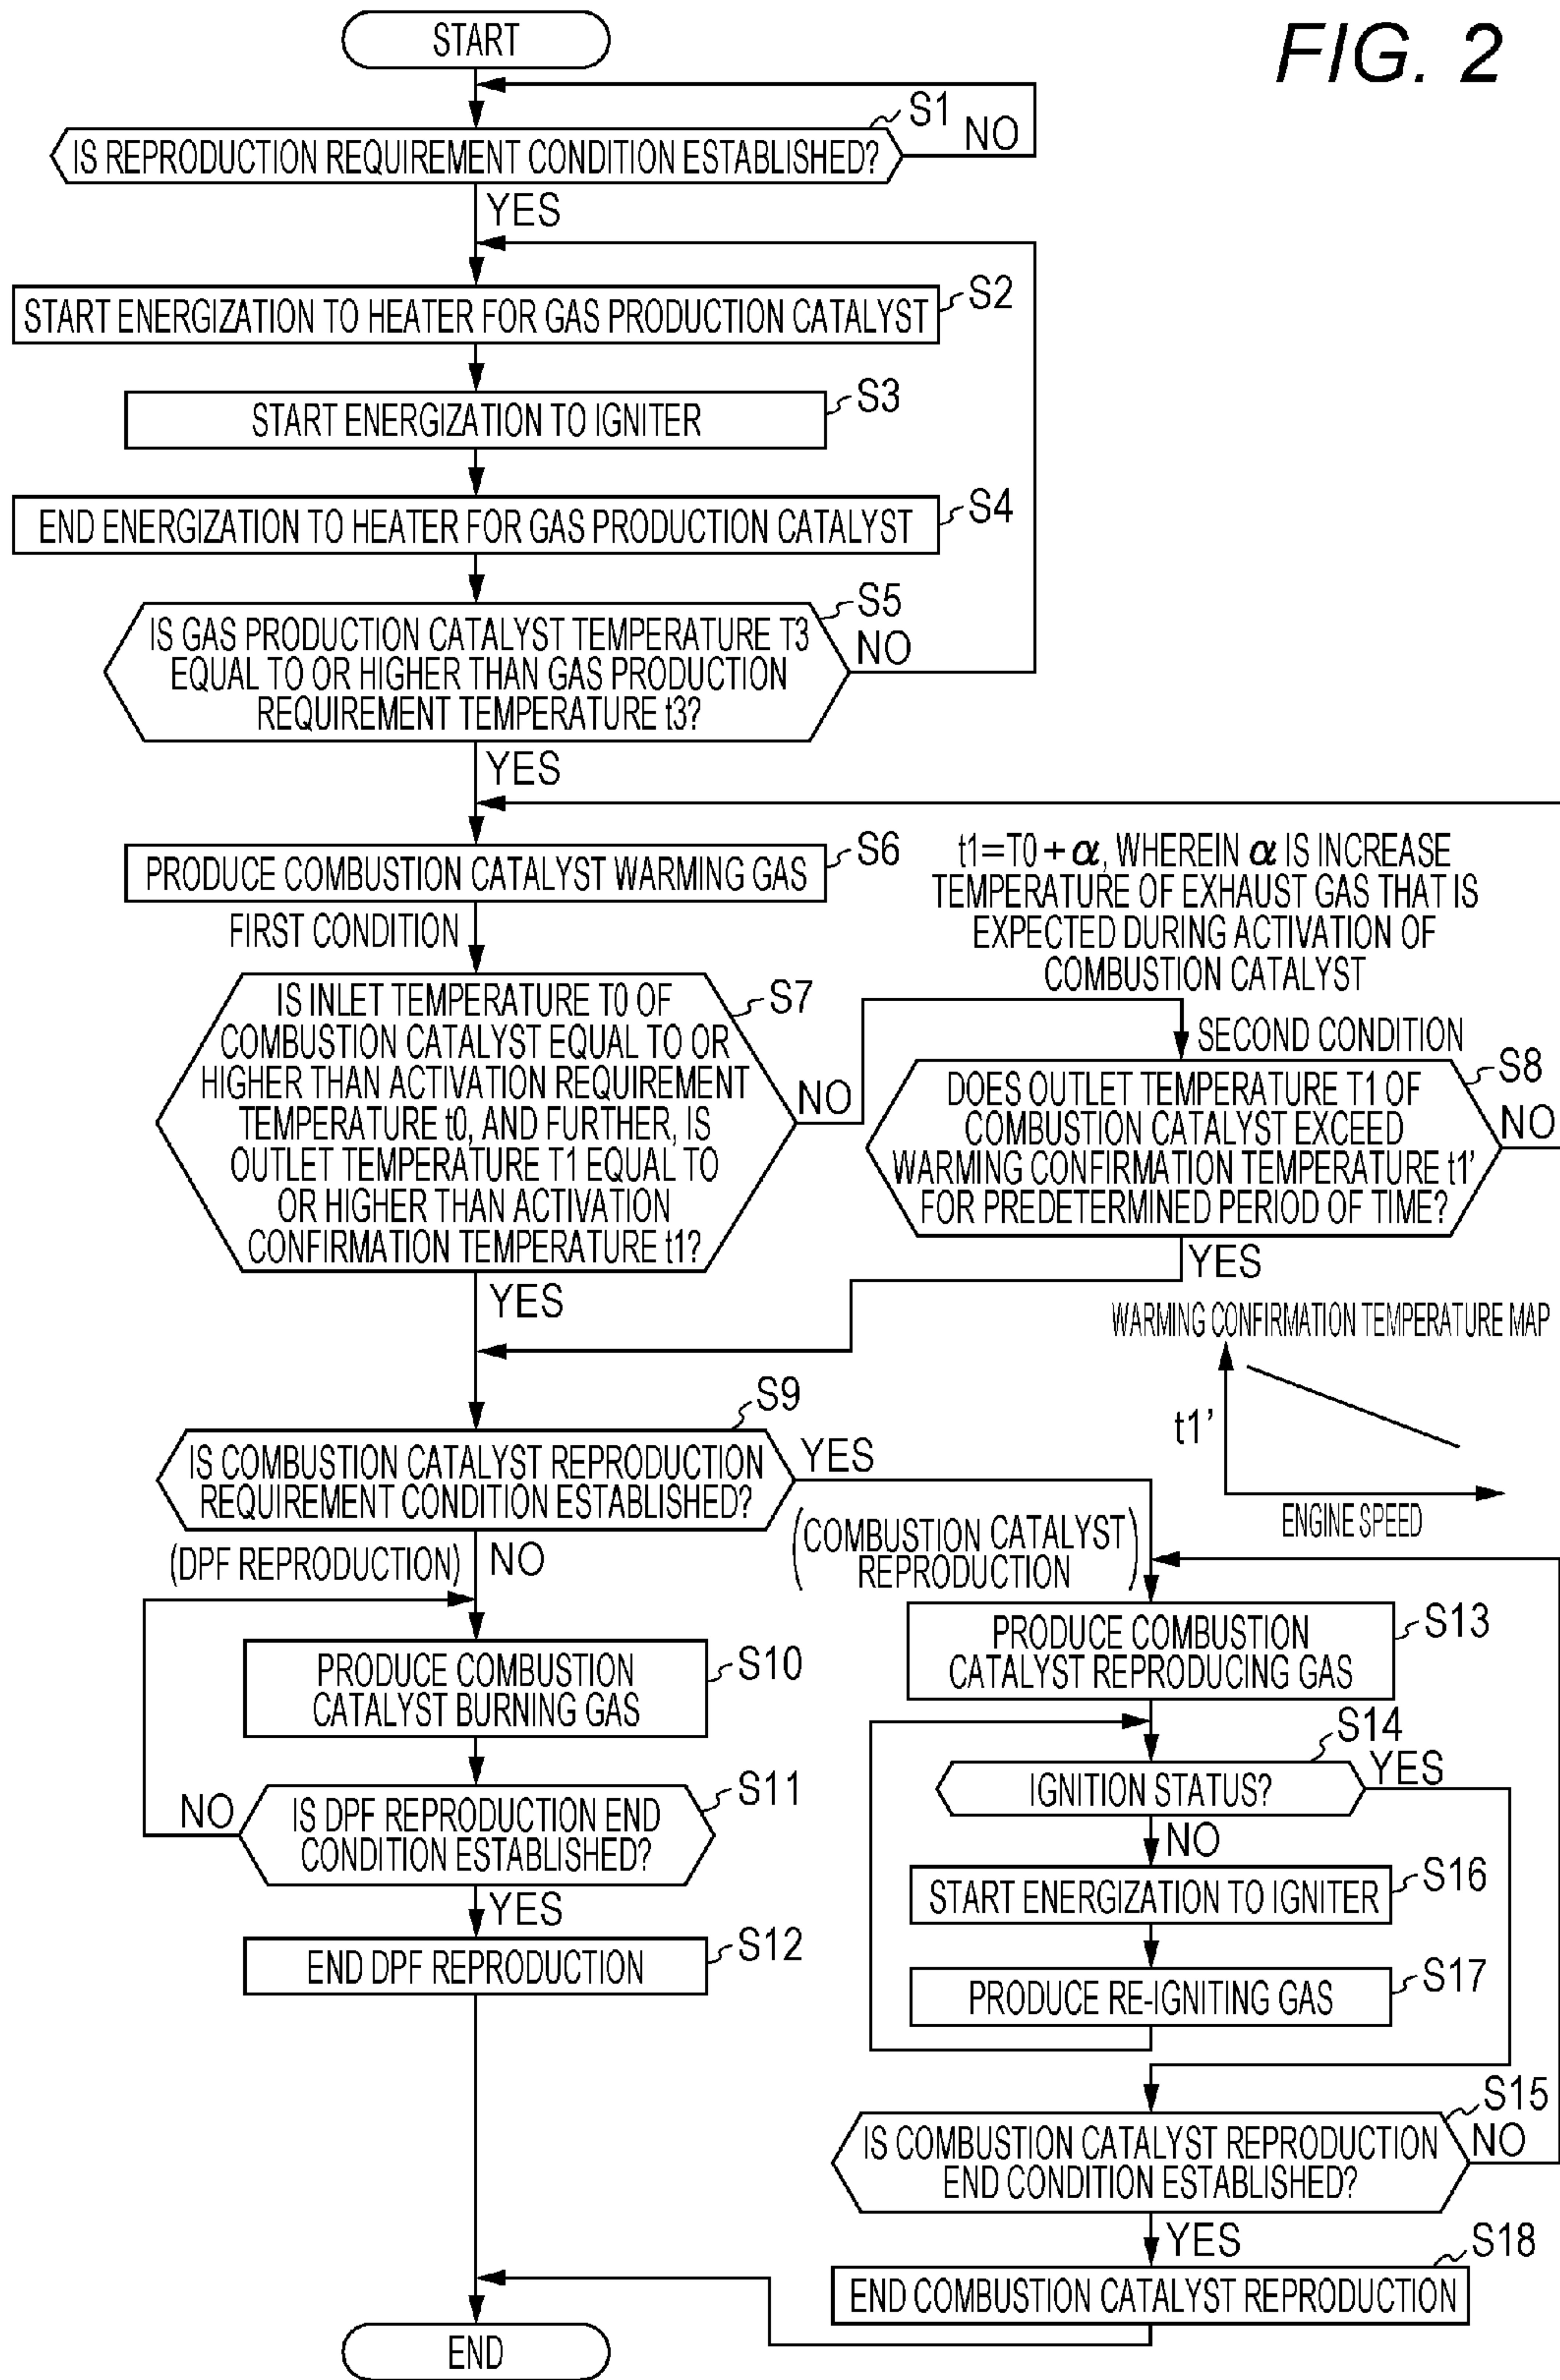 FIG. 2
START
S1
IS REPRODUCTION REQUIREMENT CONDITION ESTABLISHED?
NO
YES
START ENERGIZATION TO HEATER FOR GAS PRODUCTION CATALYST
S2
START ENERGIZATION TO IGNITER
S3
END ENERGIZATION TO HEATER FOR GAS PRODUCTION CATALYST
S4
S5
IS GAS PRODUCTION CATALYST TEMPERATURE T3
EQUAL TO OR HIGHER THAN GAS PRODUCTION
REQUIREMENT TEMPERATURE t3?
NO
YES
PRODUCE COMBUSTION CATALYST WARMING GAS
S6
t1=T0+α, WHEREIN α IS INCREASE
TEMPERATURE OF EXHAUST GAS THAT IS
EXPECTED DURING ACTIVATION OF
COMBUSTION CATALYST
FIRST CONDITION
S7
IS INLET TEMPERATURE T0 OF
COMBUSTION CATALYST EQUAL TO OR
HIGHER THAN ACTIVATION REQUIREMENT
TEMPERATURE t0, AND FURTHER, IS
OUTLET TEMPERATURE T1 EQUAL TO
OR HIGHER THAN ACTIVATION
CONFIRMATION TEMPERATURE t1?
NO
YES
SECOND CONDITION
S8
DOES OUTLET TEMPERATURE T1 OF
COMBUSTION CATALYST EXCEED
WARMING CONFIRMATION TEMPERATURE t1'
FOR PREDETERMINED PERIOD OF TIME?
NO
YES
WARMING CONFIRMATION TEMPERATURE MAP
t1'
ENGINE SPEED
S9
IS COMBUSTION CATALYST REPRODUCTION
REQUIREMENT CONDITION ESTABLISHED?
YES
(COMBUSTION CATALYST
REPRODUCTION)
(DPF REPRODUCTION)
NO
PRODUCE COMBUSTION
CATALYST BURNING GAS
S10
S11
IS DPF REPRODUCTION END
CONDITION ESTABLISHED?
NO
YES
END DPF REPRODUCTION
S12
PRODUCE COMBUSTION
CATALYST REPRODUCING GAS
S13
S14
IGNITION STATUS?
YES
NO
START ENERGIZATION TO IGNITER
S16
PRODUCE RE-IGNITING GAS
S17
S15
IS COMBUSTION CATALYST REPRODUCTION
END CONDITION ESTABLISHED?
NO
YES
S18
END COMBUSTION CATALYST REPRODUCTION
END